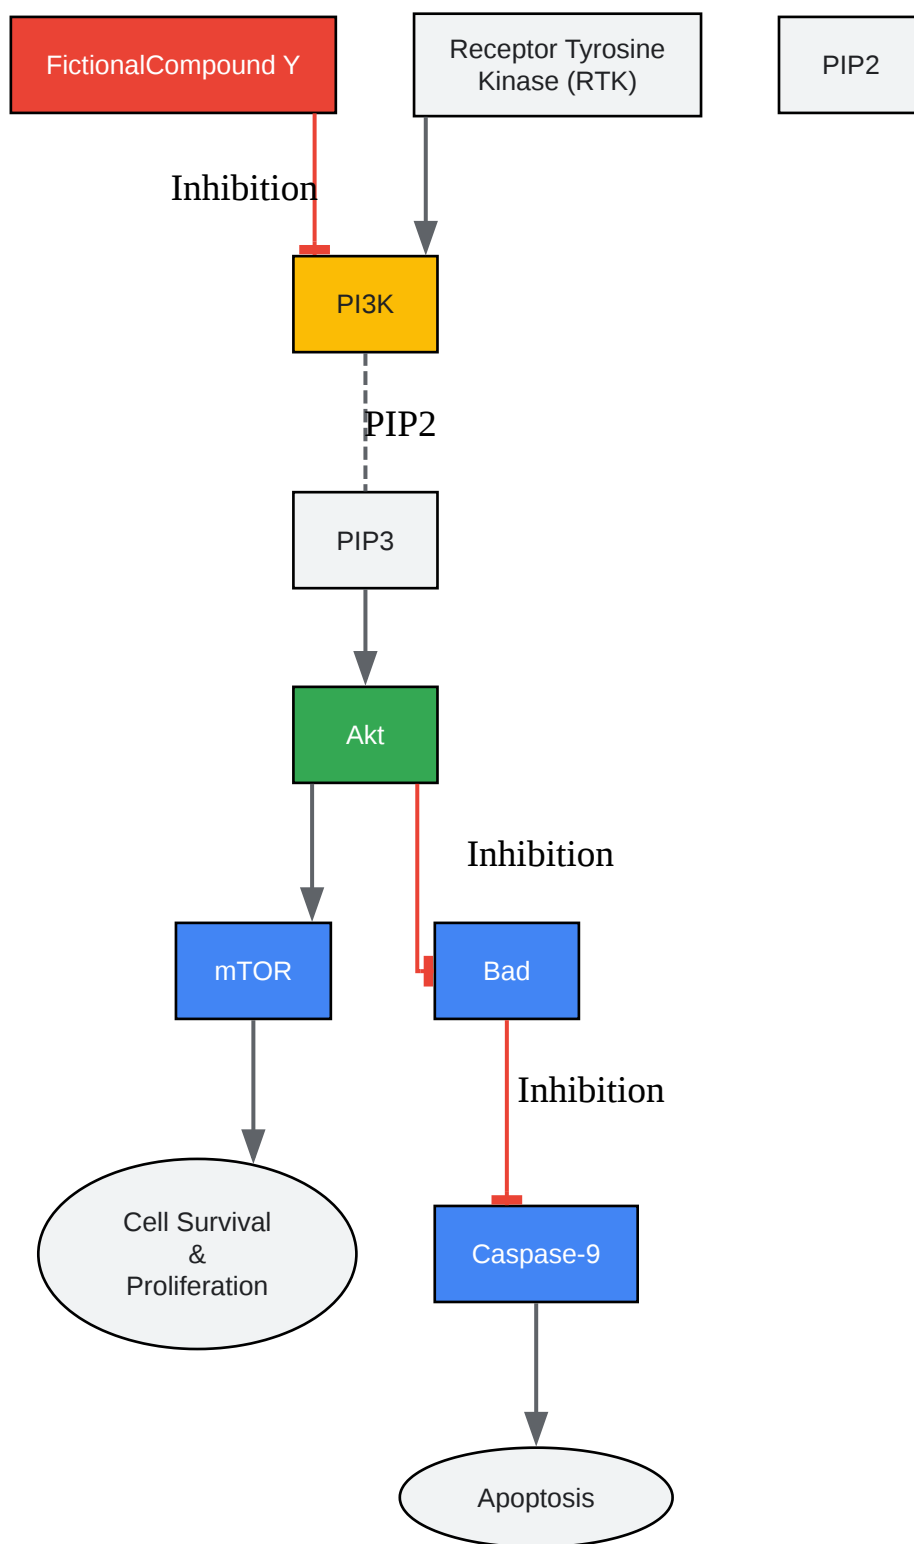 FictionalCompound Y
Receptor Tyrosine
Kinase (RTK)
PIP2
Inhibition
PI3K
PIP2
PIP3
Akt
Inhibition
mTOR
Bad
Inhibition
Cell Survival
&
Proliferation
Caspase-9
Apoptosis